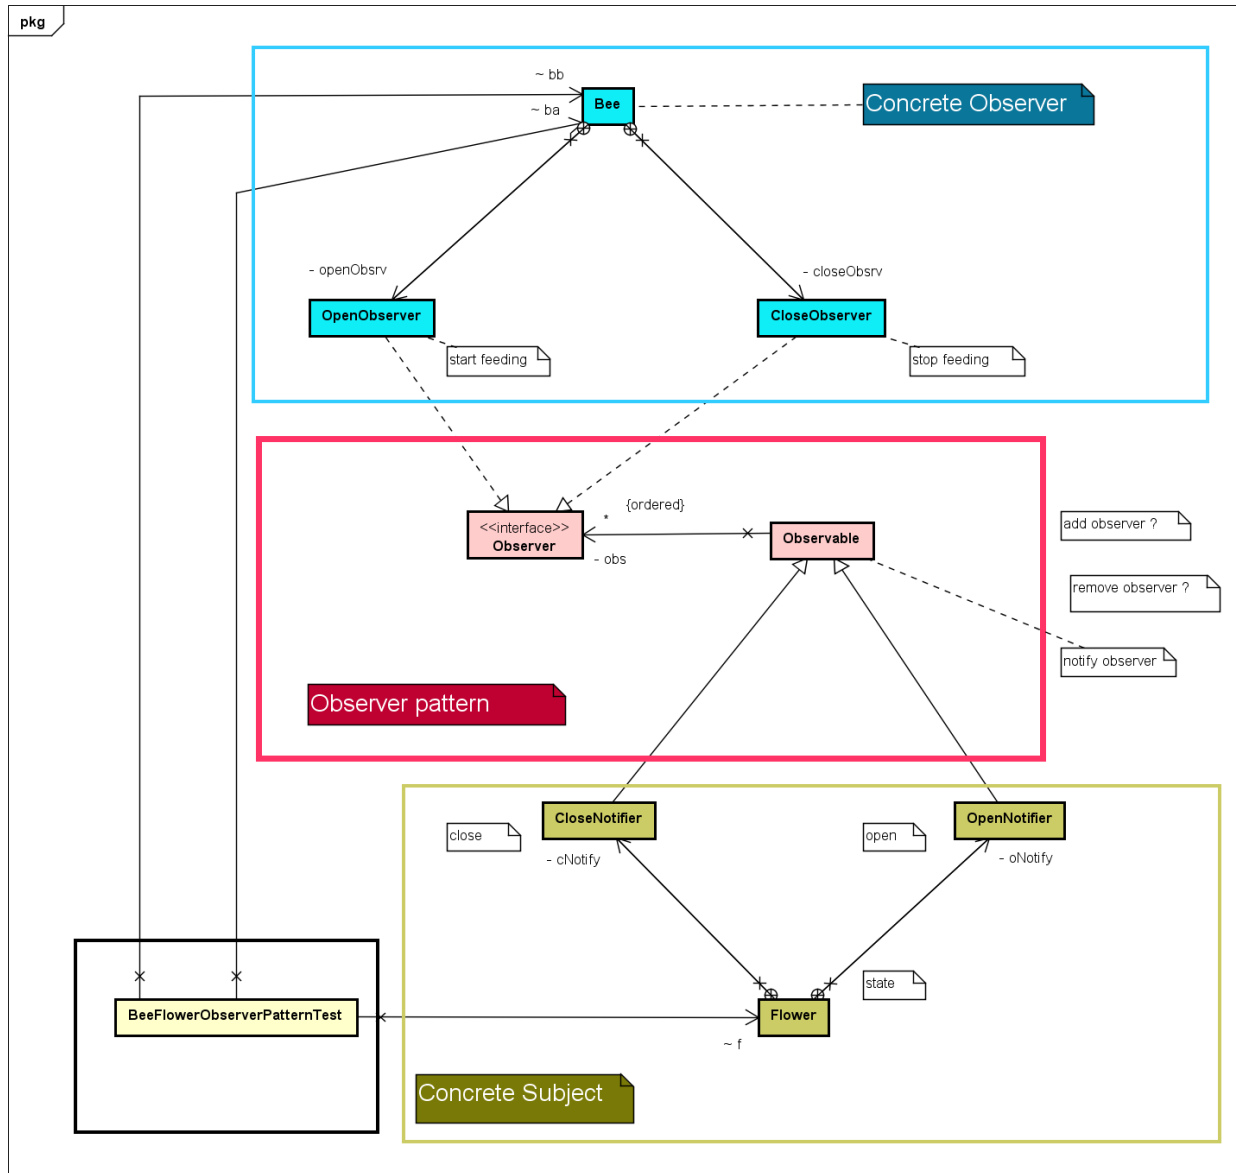 pkg
~ bb
Bee
~ ba
Concrete Observer
- openObsrv
- closeObsrv
OpenObserver
CloseObserver
start feeding
stop feeding
{ordered}
*
<<interface>>
Observer
- obs
Observable
add observer ?
remove observer ?
notify observer
Observer pattern
CloseNotifier
OpenNotifier
close
open
- cNotify
- oNotify
state
BeeFlowerObserverPatternTest
Flower
~ f
Concrete Subject